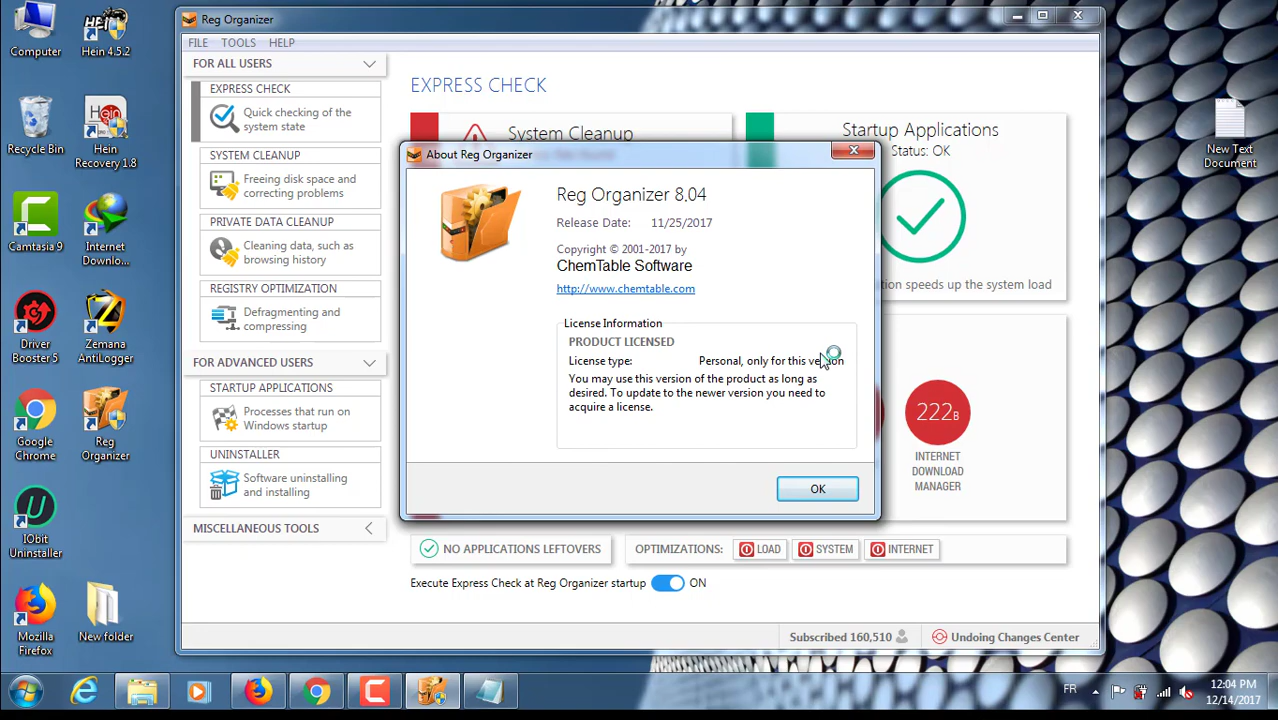 Computer
Hein 4.5.2
Recycle Bin
Hein
Recovery 1.8
Camtasia 9
Internet
Downlo...
Driver
Booster 5
Zemana
AntiLogger
Google
Chrome
Reg
Organizer
IObit
Uninstaller
Mozilla
Firefox
New folder
New Text
Document
Reg Organizer
FILE TOOLS HELP
FOR ALL USERS
EXPRESS CHECK
Quick checking of the
system state
SYSTEM CLEANUP
Freeing disk space and
correcting problems
PRIVATE DATA CLEANUP
Cleaning data, such as
browsing history
REGISTRY OPTIMIZATION
Defragmenting and
compressing
FOR ADVANCED USERS
STARTUP APPLICATIONS
Processes that run on
Windows startup
UNINSTALLER
Software uninstalling
and installing
MISCELLANEOUS TOOLS
EXPRESS CHECK
System Cleanup
Startup Applications
Status: OK
speeds up the system load
222B
INTERNET
DOWNLOAD
MANAGER
About Reg Organizer
Reg Organizer 8.04
Release Date: 11/25/2017
Copyright © 2001-2017 by
ChemTable Software
http://www.chemtable.com
License Information
PRODUCT LICENSED
License type: Personal, only for this version
You may use this version of the product as long as
desired. To update to the newer version you need to
acquire a license.
OK
NO APPLICATIONS LEFTOVERS
OPTIMIZATIONS: LOAD SYSTEM INTERNET
Execute Express Check at Reg Organizer startup ON
Subscribed 160,510 Undoing Changes Center
FR
12:04 PM
12/14/2017